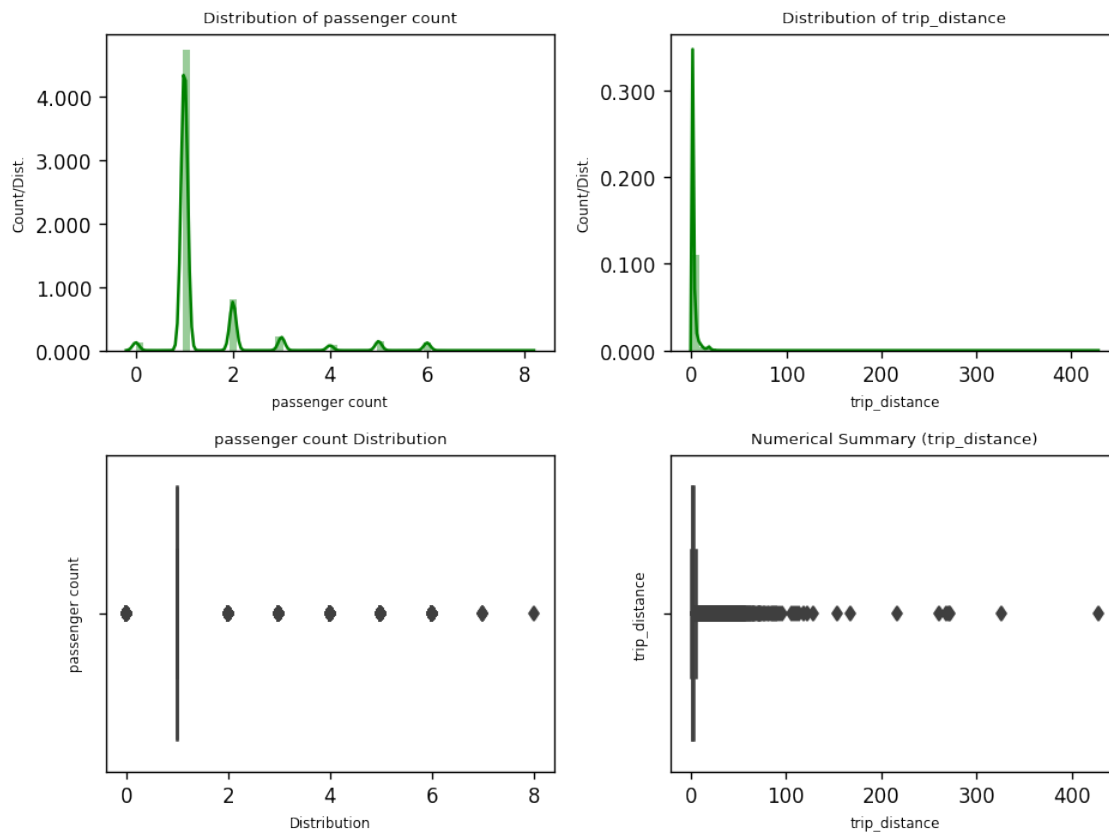 Distribution of passenger count
4.000
3.000
2.000
1.000
0.000
Count/Dist.
0 2 4 6 8
passenger count
Distribution of trip_distance
0.300
0.200
0.100
0.000
Count/Dist.
0 100 200 300 400
trip_distance
passenger count Distribution
passenger count
0 2 4 6 8
Distribution
Numerical Summary (trip_distance)
trip_distance
0 100 200 300 400
trip_distance